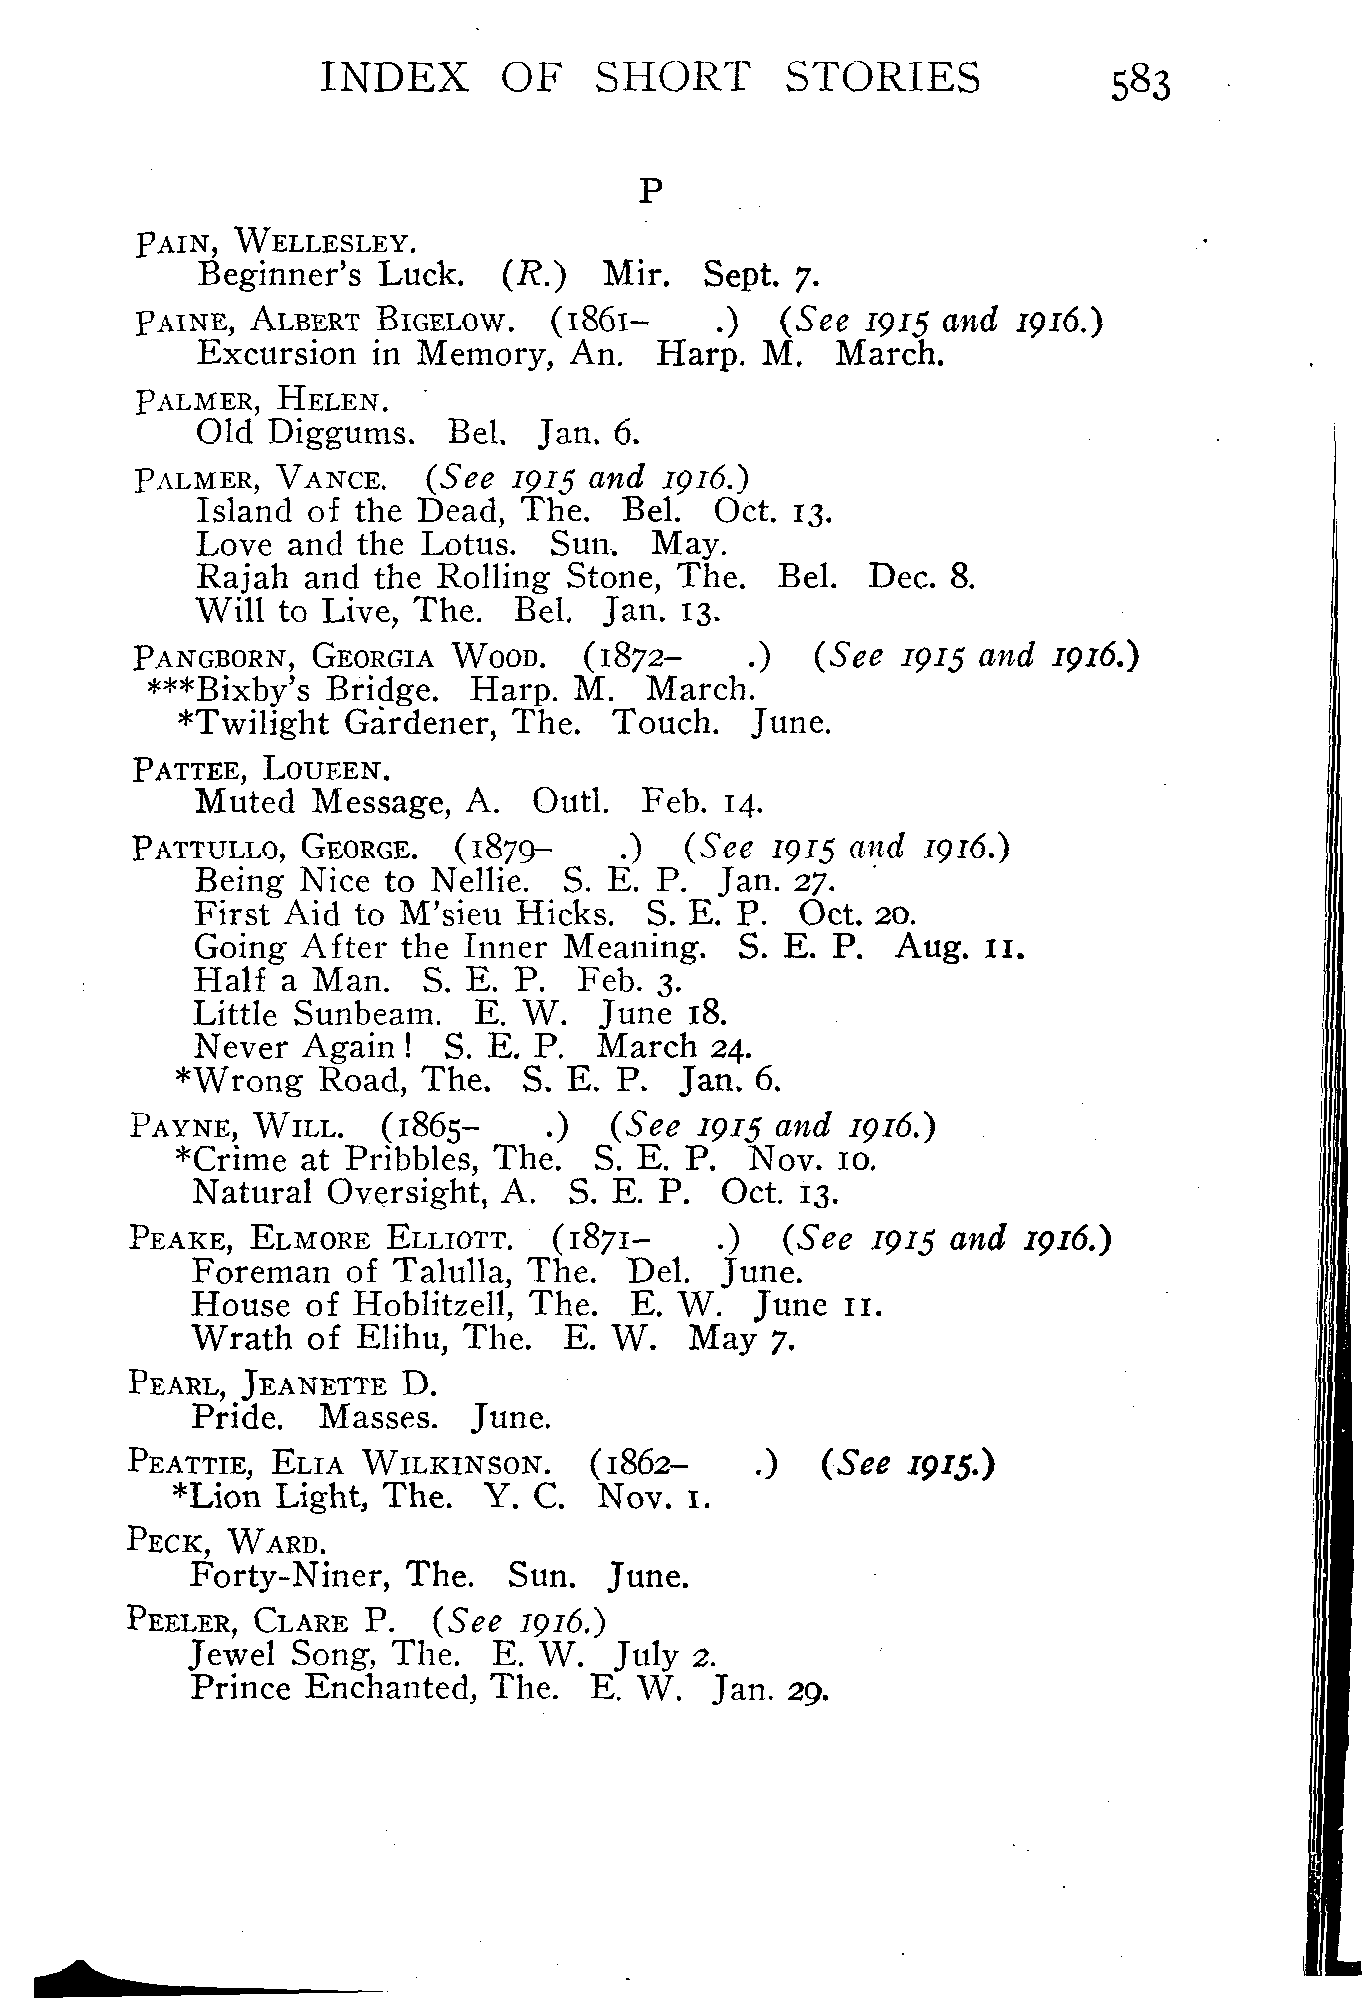 INDEX OF SHORT STORIES 583
P
PAIN, WELLESLEY.
Beginner's Luck. (R.) Mir. Sept. 7.
PAINE, ALBERT BIGELOW. (1861- .) (See 1915 and 1916.)
Excursion in Memory, An. Harp. M. March.
PALMER, HELEN.
Old Diggums. Bel. Jan. 6.
PALMER, VANCE. (See 1915 and 1916.)
Island of the Dead, The. Bel. Oct. 13.
Love and the Lotus. Sun. May.
Rajah and the Rolling Stone, The. Bel. Dec. 8.
Will to Live, The. Bel. Jan. 13.
PANGBORN, GEORGIA WOOD. (1872- .) (See 1915 and 1916.)
***Bixby's Bridge. Harp. M. March.
*Twilight Gardener, The. Touch. June.
PATTEE, LOUEEN.
Muted Message, A. Outl. Feb. 14.
PATTULLO, GEORGE. (1879- .) (See 1915 and 1916.)
Being Nice to Nellie. S. E. P. Jan. 27.
First Aid to M'sieu Hicks. S. E. P. Oct. 20.
Going After the Inner Meaning. S. E. P. Aug. 11.
Half a Man. S. E. P. Feb. 3.
Little Sunbeam. E. W. June 18.
Never Again! S. E. P. March 24.
*Wrong Road, The. S. E. P. Jan. 6.
PAYNE, WILL. (1865- .) (See 1915 and 1916.)
*Crime at Pribbles, The. S. E. P. Nov. 10.
Natural Oversight, A. S. E. P. Oct. 13.
PEAKE, ELMORE ELLIOTT. (1871- .) (See 1915 and 1916.)
Foreman of Talulla, The. Del. June.
House of Hoblitzell, The. E. W. June 11.
Wrath of Elihu, The. E. W. May 7.
PEARL, JEANETTE D.
Pride. Masses. June.
PEATTIE, ELIA WILKINSON. (1862- .) (See 1915.)
*Lion Light, The. Y. C. Nov. 1.
PECK, WARD.
Forty-Niner, The. Sun. June.
PEELER, CLARE P. (See 1916.)
Jewel Song, The. E. W. July 2.
Prince Enchanted, The. E. W. Jan. 29.